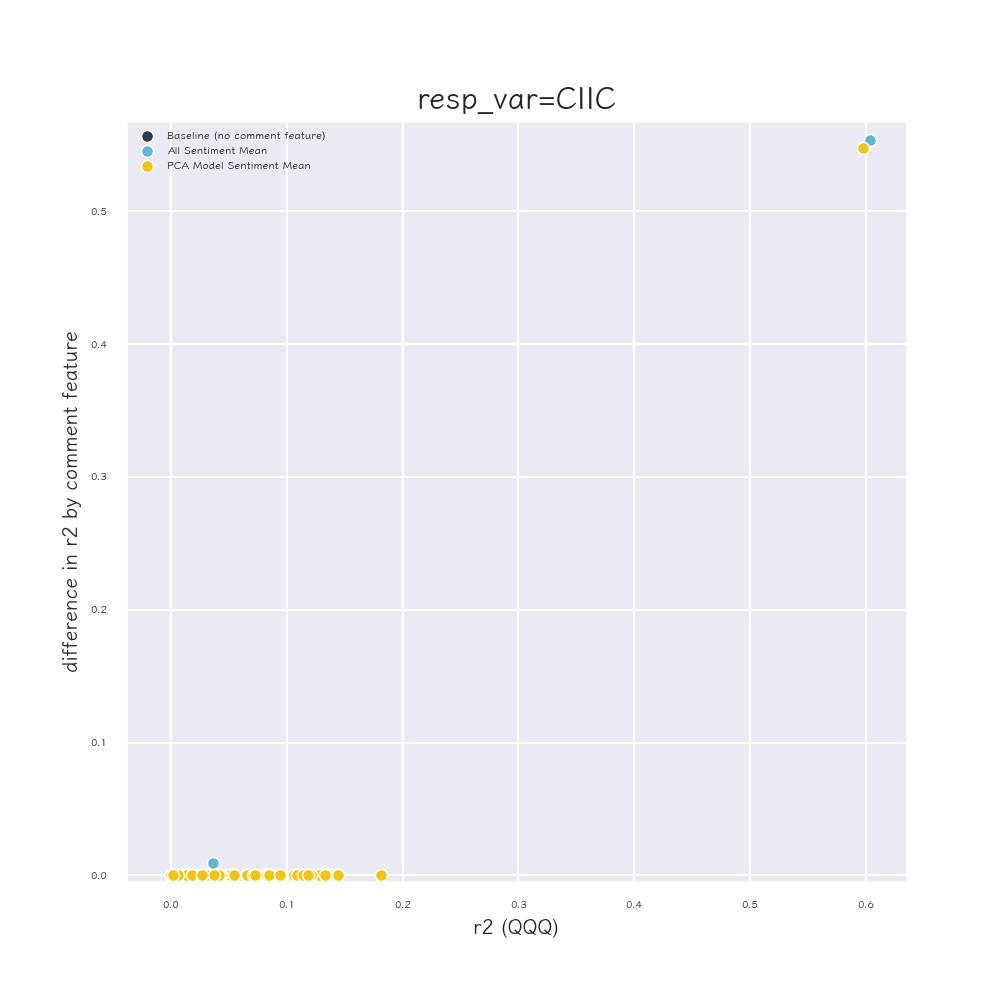 resp_var=CIIC
Baseline (no comment feature)
All Sentiment Mean
PCA Model Sentiment Mean
difference in r2 by comment feature
0.5
0.4
0.3
0.2
0.1
0.0
0.0 0.1 0.2 0.3 0.4 0.5 0.6
r2 (QQQ)